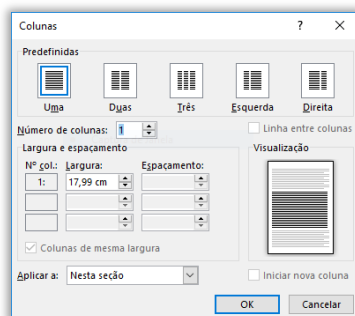 Colunas ? X
Predefinidas
Uma Duas Três Esquerda Direita
Número de colunas: 1 Linha entre colunas
Largura e espaçamento Visualização
Nº col.: Largura: Espaçamento:
1: 17,99 cm
Colunas de mesma largura
Aplicar a: Nesta seção Iniciar nova coluna
OK Cancelar